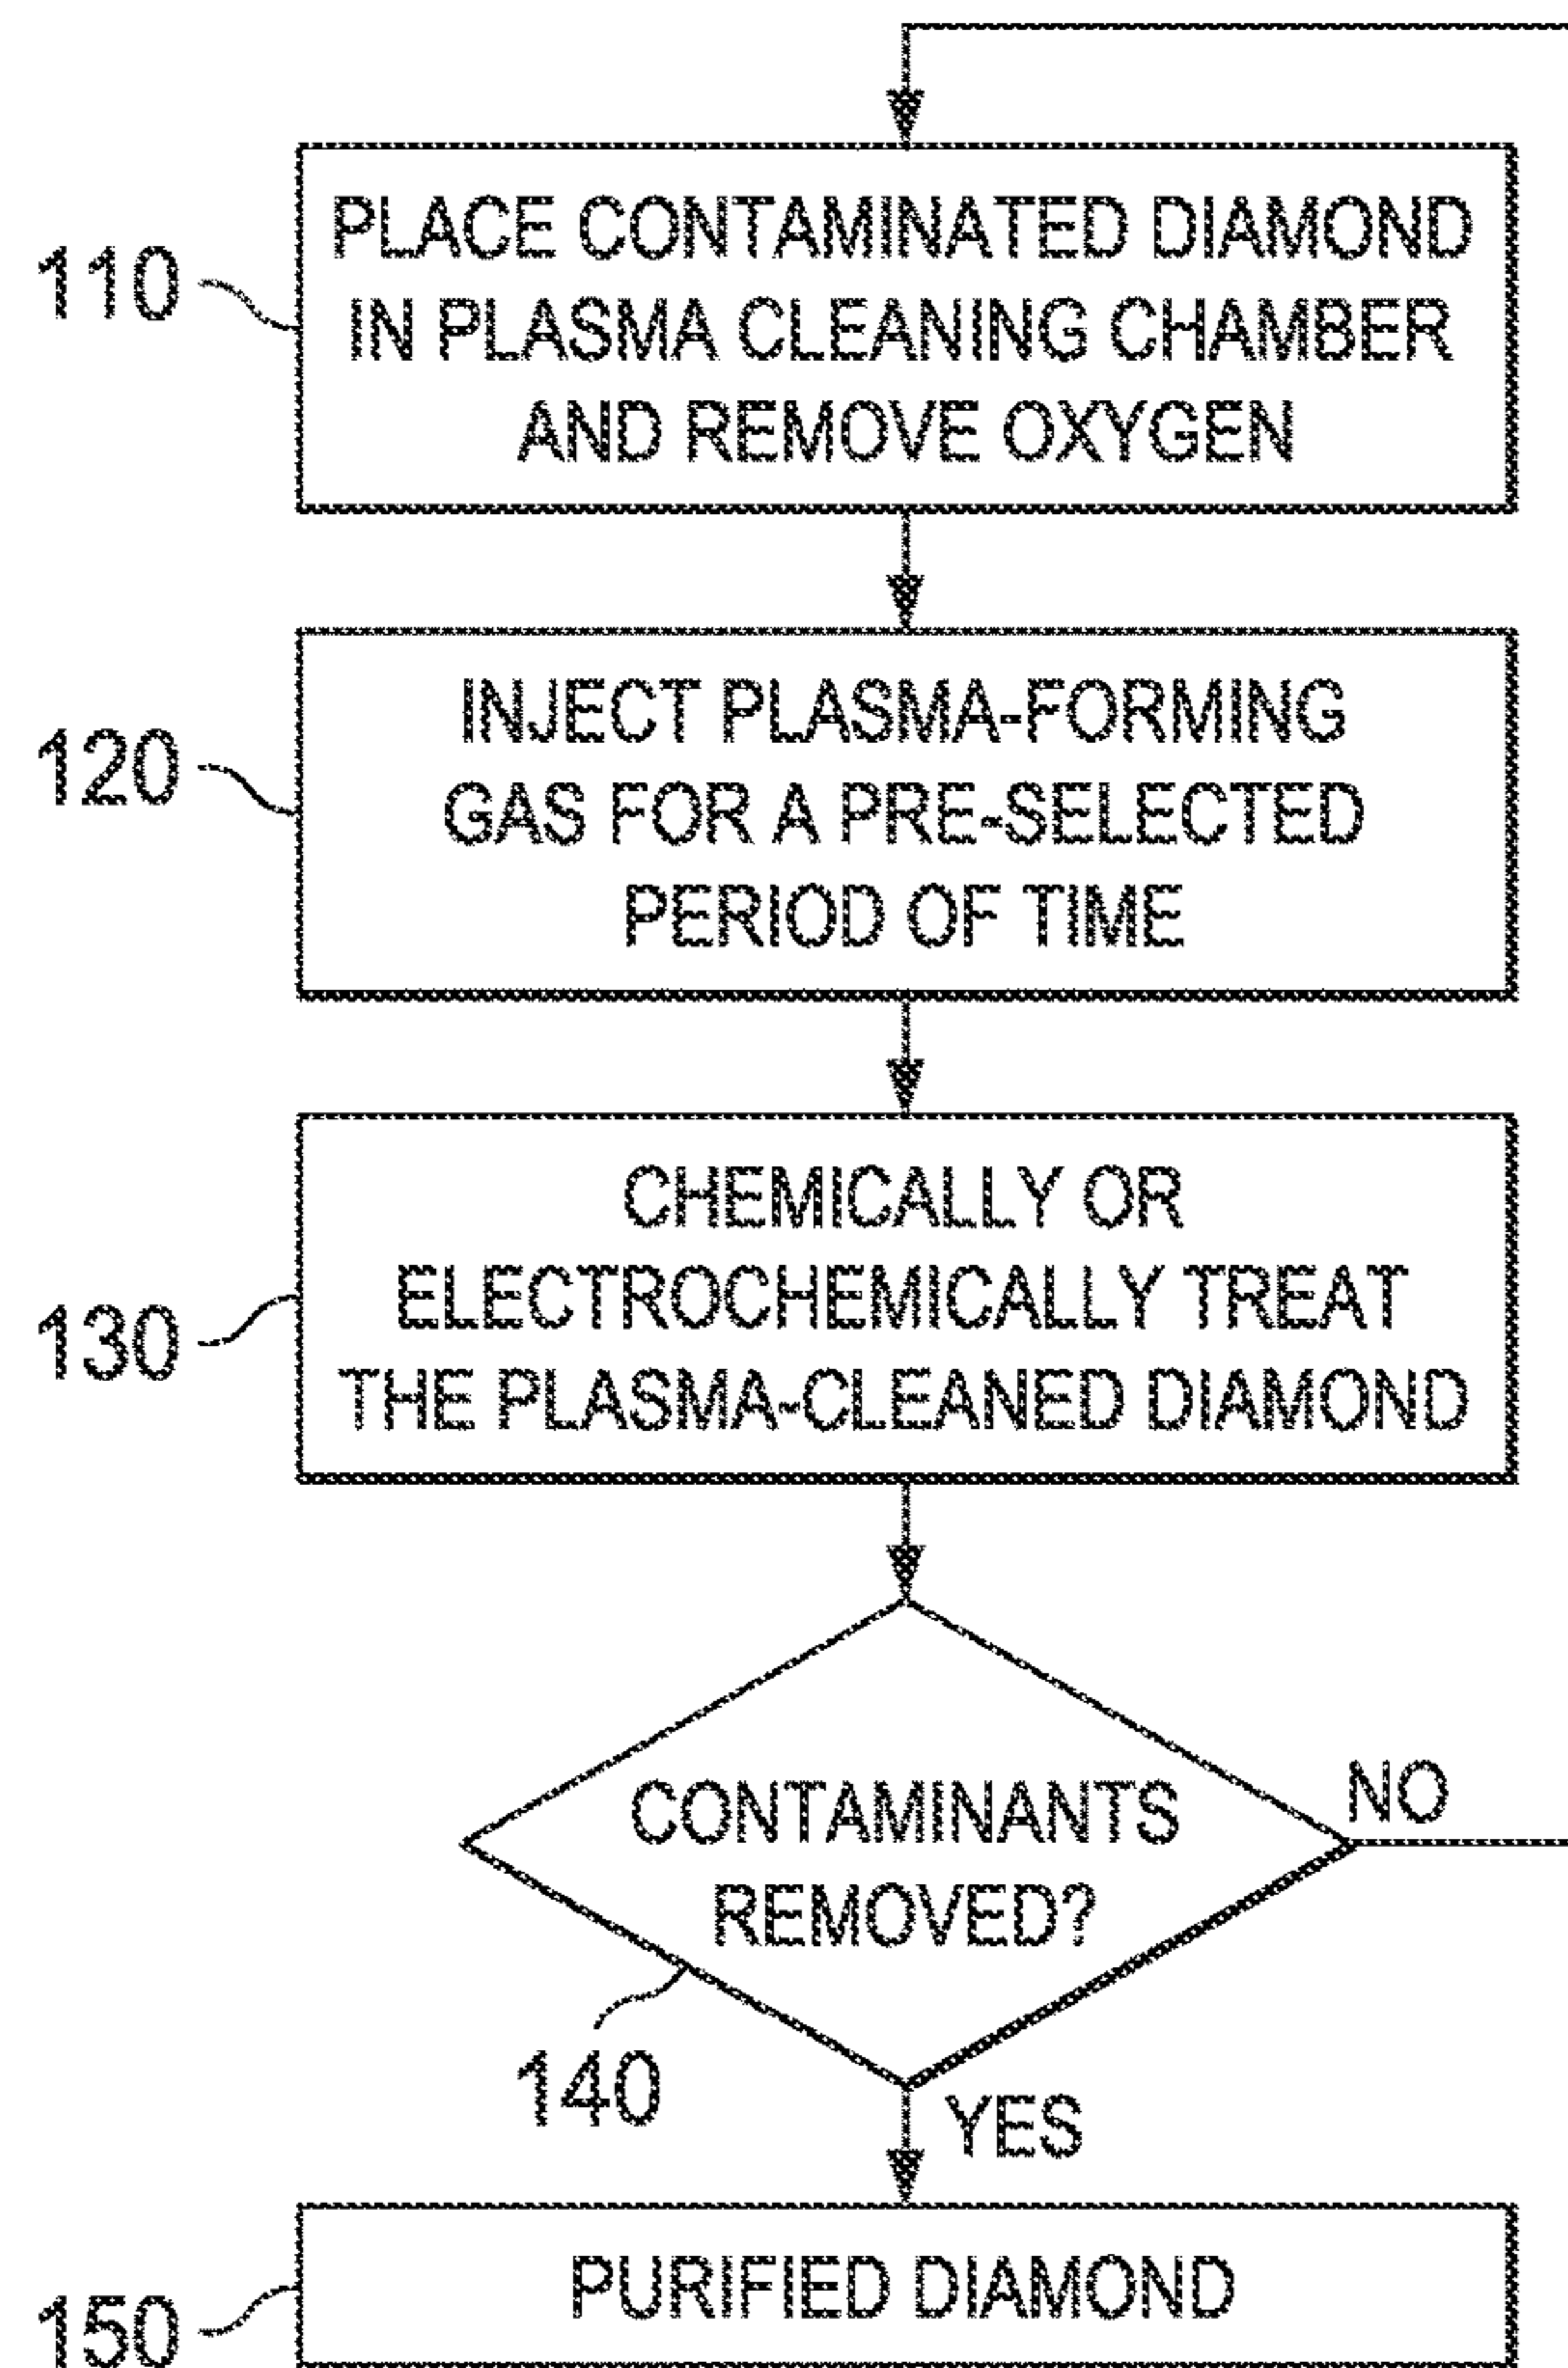 110
PLACE CONTAMINATED DIAMOND
IN PLASMA CLEANING CHAMBER
AND REMOVE OXYGEN
120
INJECT PLASMA-FORMING
GAS FOR A PRE-SELECTED
PERIOD OF TIME
130
CHEMICALLY OR
ELECTROCHEMICALLY TREAT
THE PLASMA-CLEANED DIAMOND
CONTAMINANTS
REMOVED?
NO
140
YES
150
PURIFIED DIAMOND